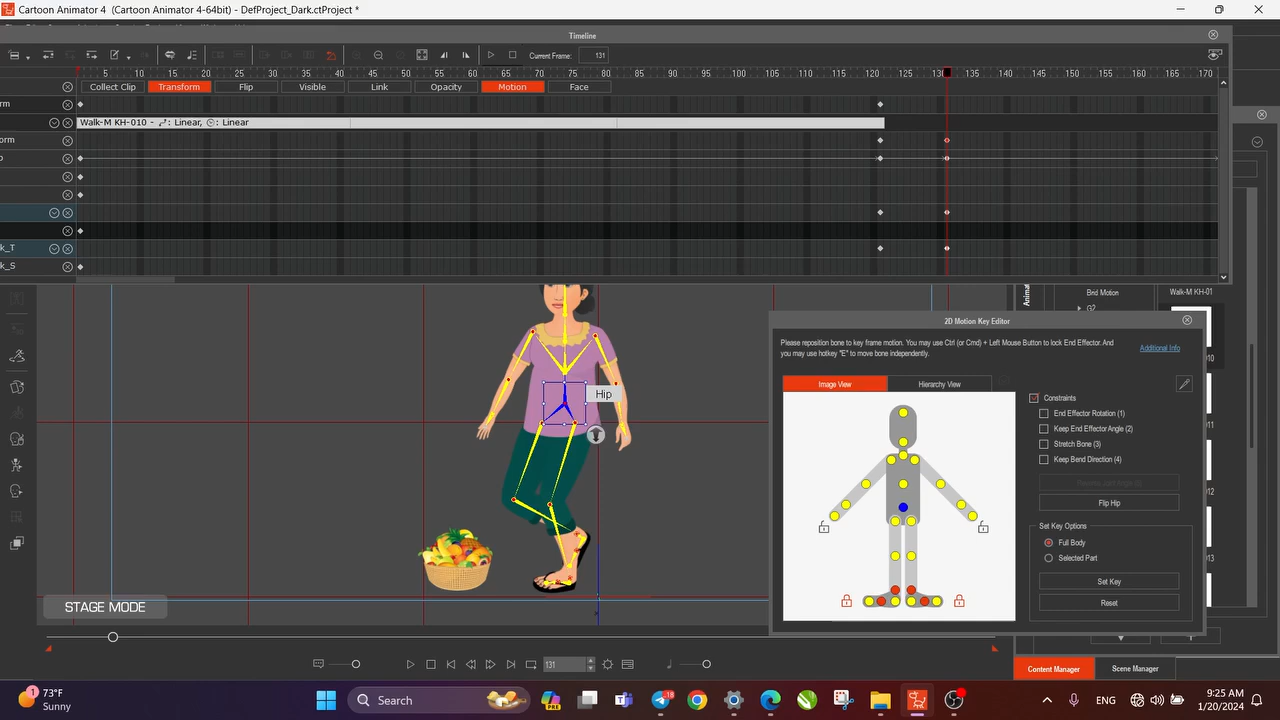 Cartoon Animator 4 (Cartoon Animator 4-64bit) - DefProject_Dark.ctProject *
Timeline
Current Frame: 131
5 10 15 20 25 30 35 40 45 50 55 60 65 70 75 80 85 90 95 100 105 110 115 120 125 130 135 140 145 150 155 160 165 170
Collect Clip Transform Flip Visible Link Opacity Motion Face
rm
Walk-M KH-010 - : Linear, : Linear
orm
p
k_T
k_S
Animat
Bnd Motion
Walk-M KH-01
G2
2D Motion Key Editor
Please reposition bone to key frame motion. You may use Ctrl (or Cmd) + Left Mouse Button to lock End Effector. And
you may use hotkey "E" to move bone independently.
Additional Info
Image View Hierarchy View
Hip
Constraints
End Effector Rotation (1)
Keep End Effector Angle (2)
Stretch Bone (3)
Keep Bend Direction (4)
Flip Hip
Set Key Options
Full Body
Selected Part
Set Key
Reset
010
011
012
013
STAGE MODE
131
Content Manager Scene Manager
1
73°F
Sunny
Search
PRE
ENG
9:25 AM
1/20/2024